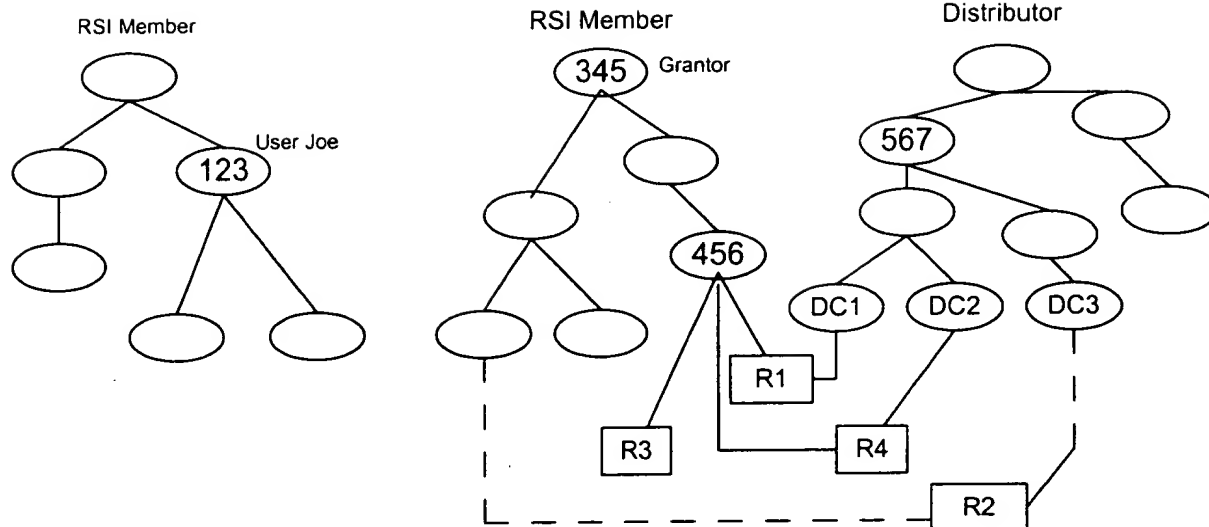 RSI Member
RSI Member
Distributor
345
Grantor
User Joe
123
567
456
DC1
DC2
DC3
R1
R3
R4
R2